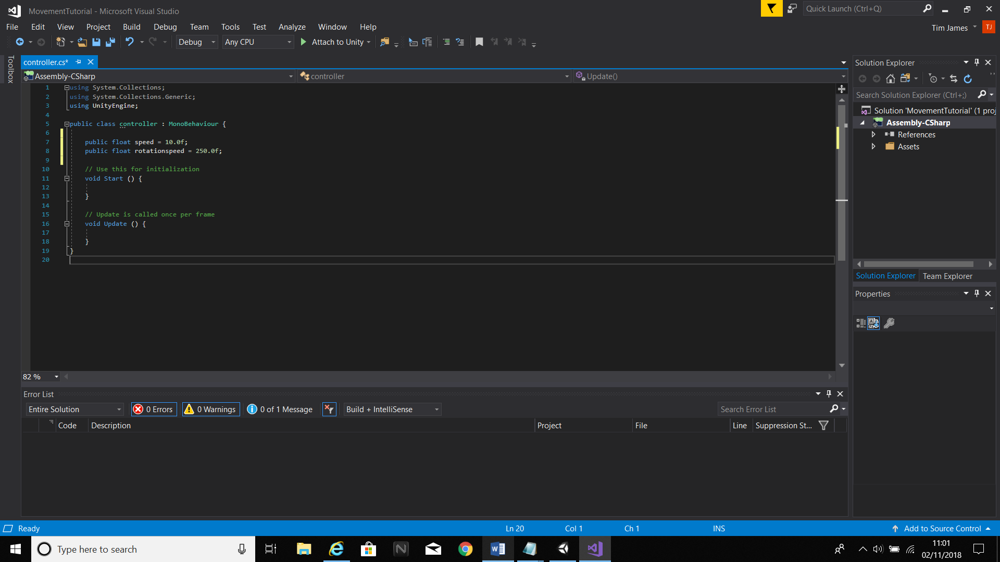 MovementTutorial - Microsoft Visual Studio
Quick Launch (Ctrl+Q)
File Edit View Project Build Debug Team Tools Test Analyze Window Help
Tim James TJ
Debug Any CPU Attach to Unity
Toolbox
controller.cs*
Assembly-CSharp controller Update()
1 using System.Collections;
2 using System.Collections.Generic;
3 using UnityEngine;
4
5 public class controller : MonoBehaviour {
6
7 public float speed = 10.0f;
8 public float rotationspeed = 250.0f;
9
10 // Use this for initialization
11 void Start () {
12
13 }
14
15 // Update is called once per frame
16 void Update () {
17
18 }
19 }
20
82 %
Solution Explorer
Search Solution Explorer (Ctrl+;)
Solution 'MovementTutorial' (1 proj
Assembly-CSharp
References
Assets
Solution Explorer Team Explorer
Properties
Error List
Entire Solution 0 Errors 0 Warnings 0 of 1 Message Build + IntelliSense Search Error List
Code Description Project File Line Suppression St...
Ready Ln 20 Col 1 Ch 1 INS Add to Source Control
Type here to search
11:01
02/11/2018